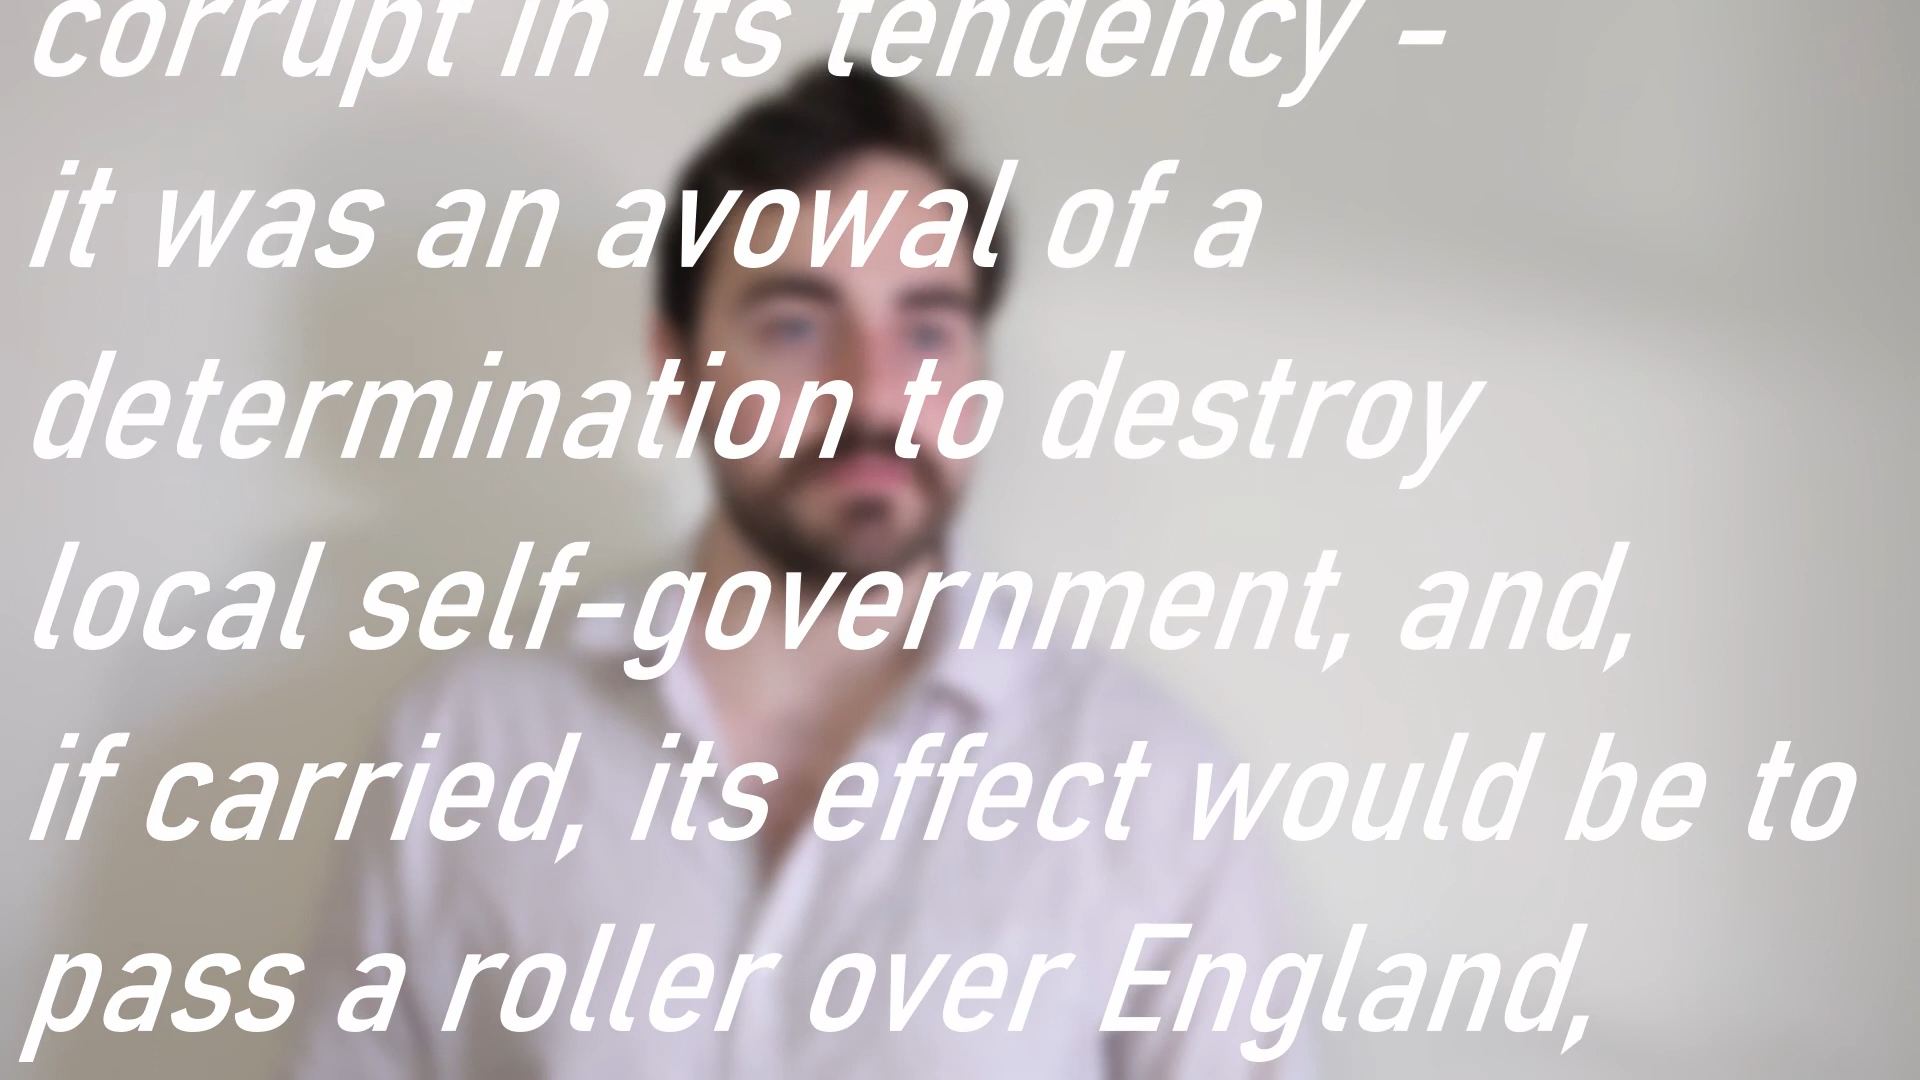 corrupt in its tendency -
it was an avowal of a
determination to destroy
local self-government, and,
if carried, its effect would be to
pass a roller over England,